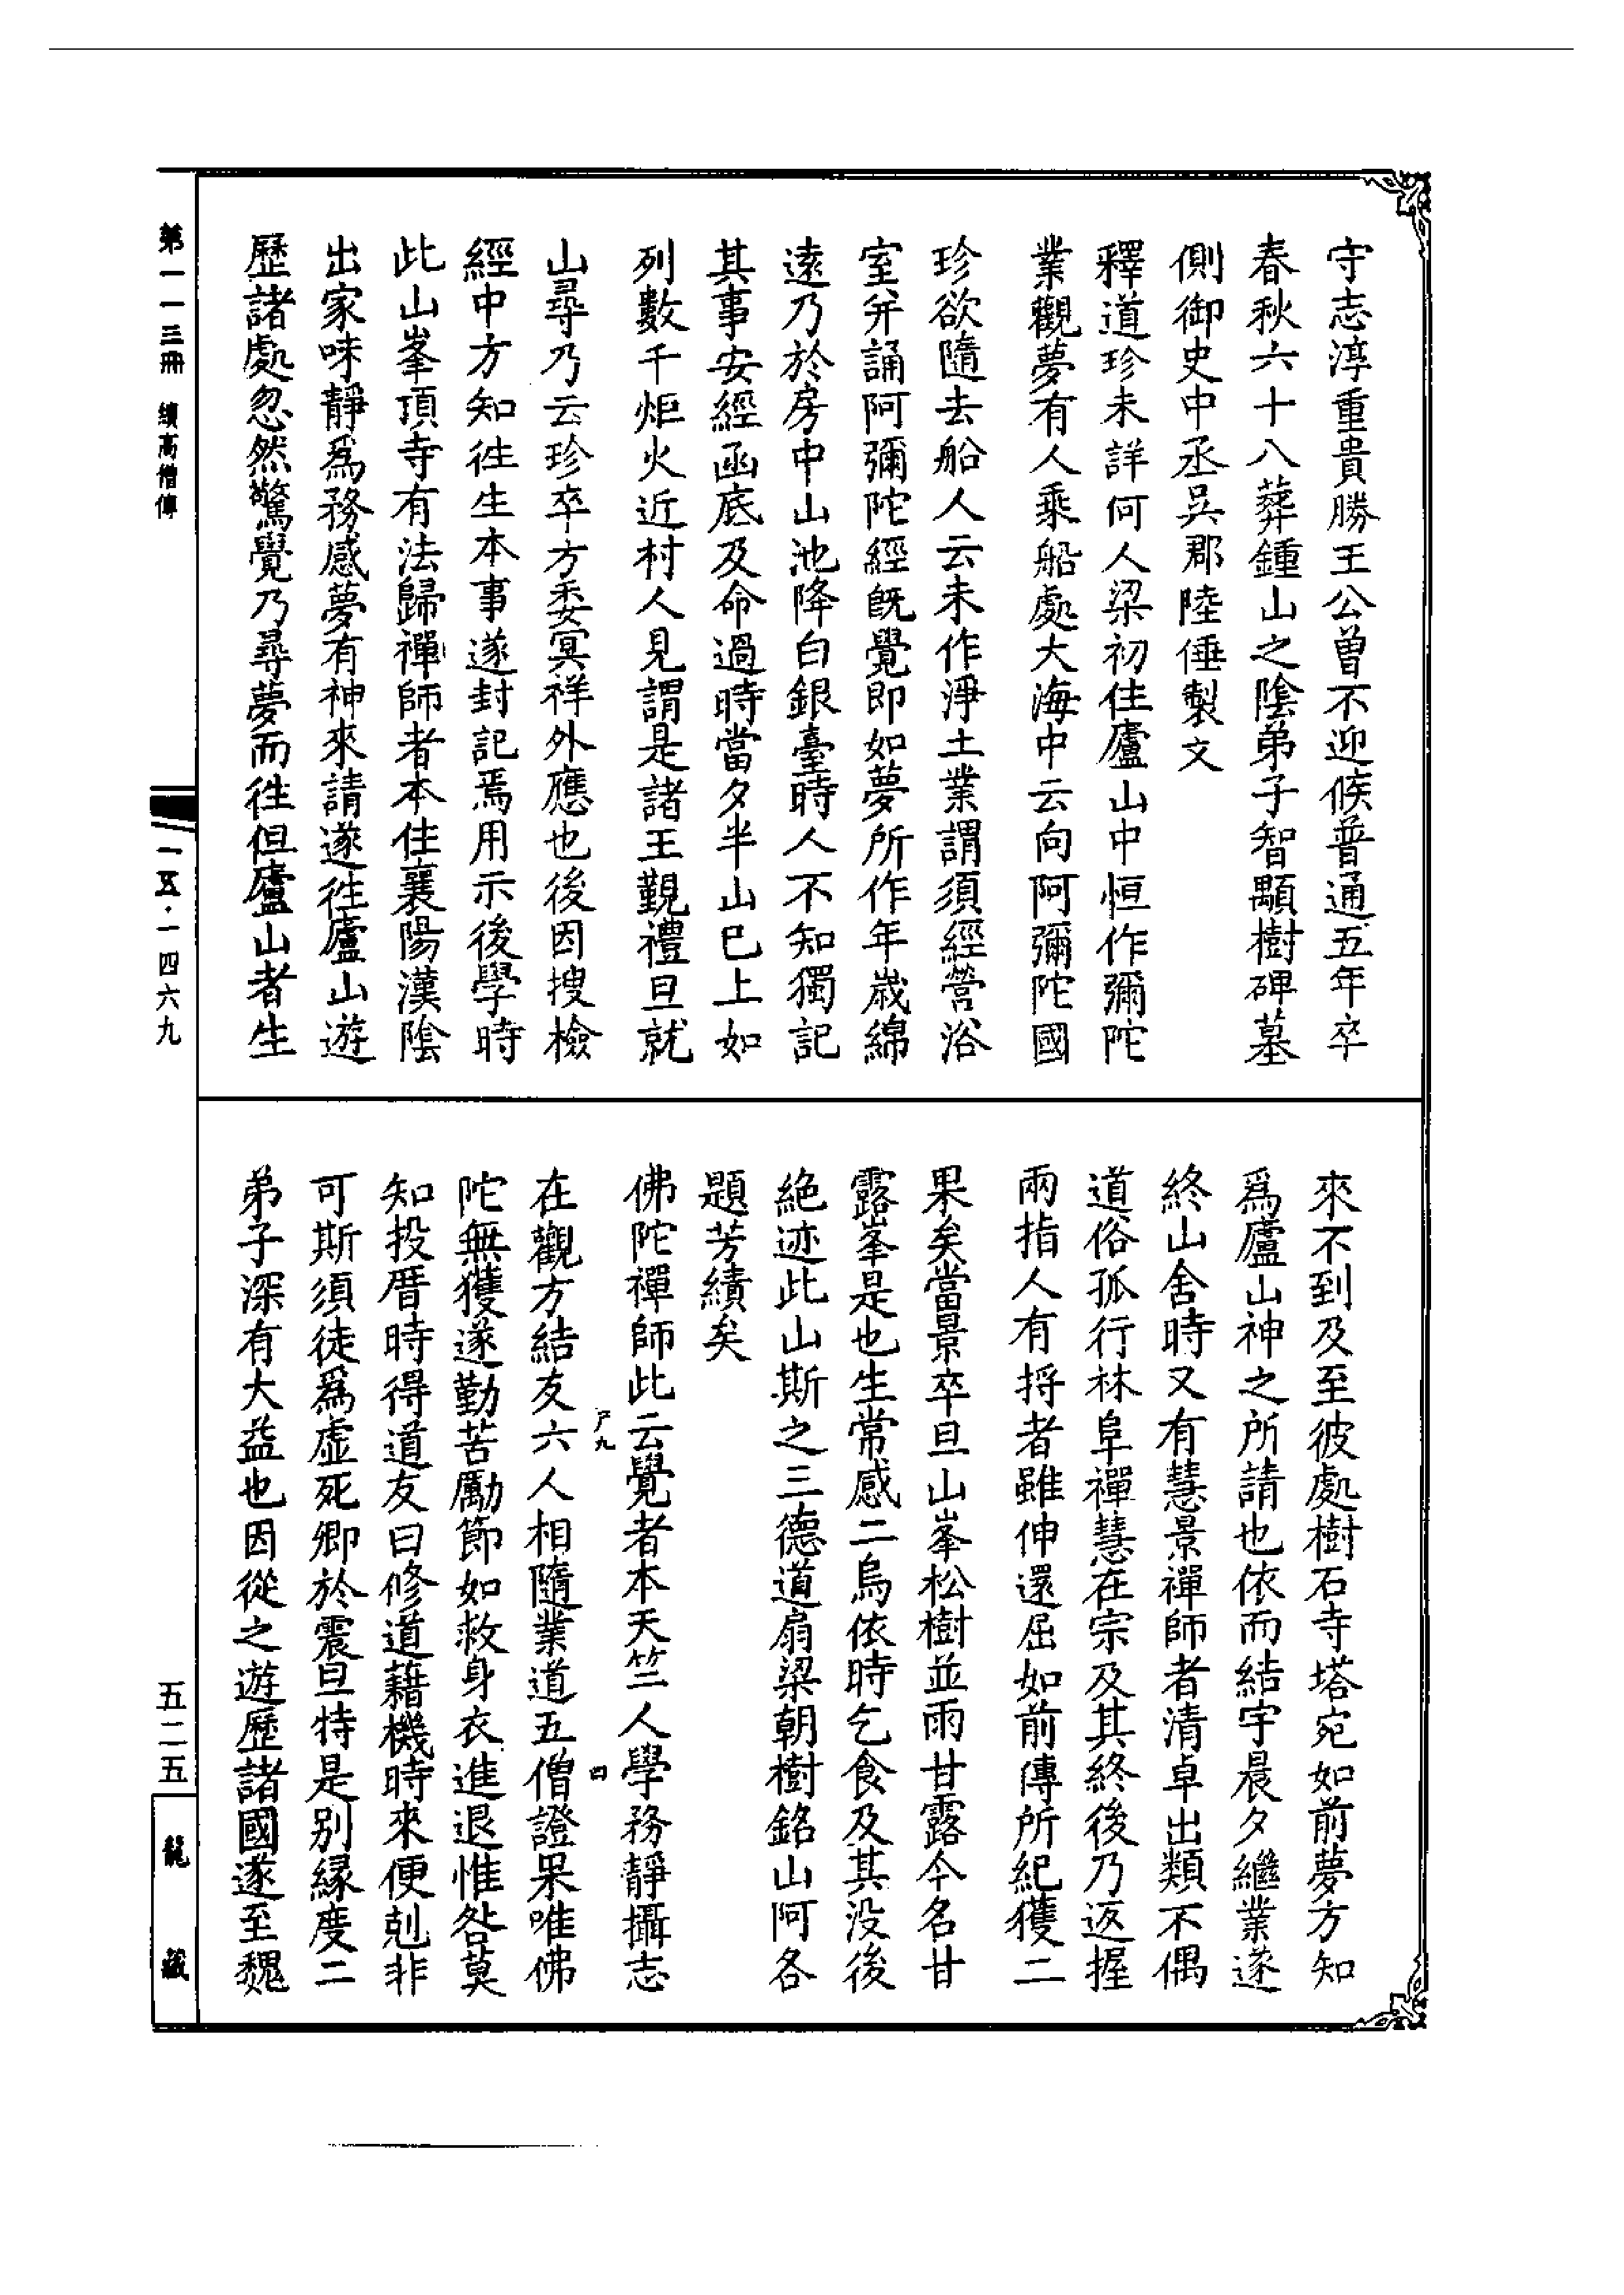 守志淳重貴勝王公曾不迎候普通五年卒
春秋六十八葬鍾山之陰弟子智顒樹碑墓
側御史中丞吳郡陸倕製文
釋道珍未詳何人梁初住廬山中恒作彌陀
業觀夢有人乘船處大海中云向阿彌陀國
珍欲隨去船人云未作淨土業謂須經營浴
室并誦阿彌陀經旣覺即如夢所作年歲綿
遠乃於房中山池降白銀臺時人不知獨記
其事安經函底及命過時當夕半山已上如
列數千炬火近村人見謂是諸王覲禮旦就
山尋乃云珍卒方委冥祥外應也後因搜檢
經中方知往生本事遂封記焉用示後學時
此山峯頂寺有法歸禪師者本住襄陽漢陰
出家味靜爲務感夢有神來請遂往廬山遊
歷諸處忽然驚覺乃尋夢而往但廬山者生
來不到及至彼處樹石寺塔宛如前夢方知
爲廬山神之所請也依而結宇晨夕繼業遂
終山舍時又有慧景禪師者清卓出類不偶
道俗孤行林阜禪慧在宗及其終後乃返握
兩指人有捋者雖伸還屈如前傳所紀獲二
果矣當景卒旦山峯松樹並雨甘露今名甘
露峯是也生常感二烏依時乞食及其没後
絶迹此山斯之三德道扇梁朝樹銘山阿各
題芳績矣
佛陀禪師此云覺者本天竺人學務靜攝志
在觀方結友六人相隨業道五僧證果唯佛
陀無獲遂勤苦勵節如救身衣進退惟咎莫
知投厝時得道友曰修道藉機時來便剋非
可斯須徒爲虛死卿於震旦特是别縁度二
弟子深有大益也因從之遊歷諸國遂至魏
尸九
四
第一一三冊 續高僧傳
一五·一四六九
五二五
龍藏